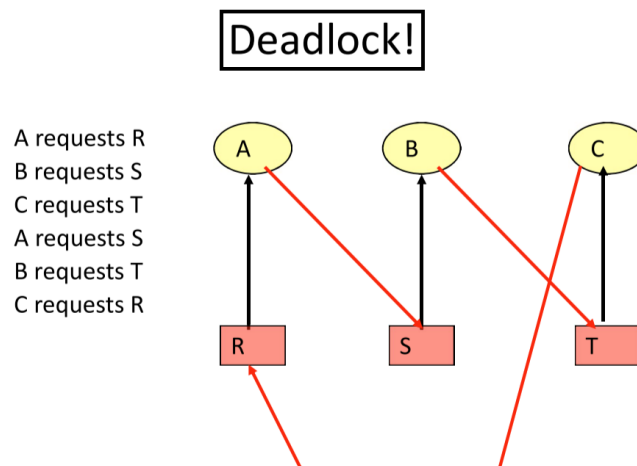 Deadlock!
A requests R
B requests S
C requests T
A requests S
B requests T
C requests R
A
B
C
R
S
T